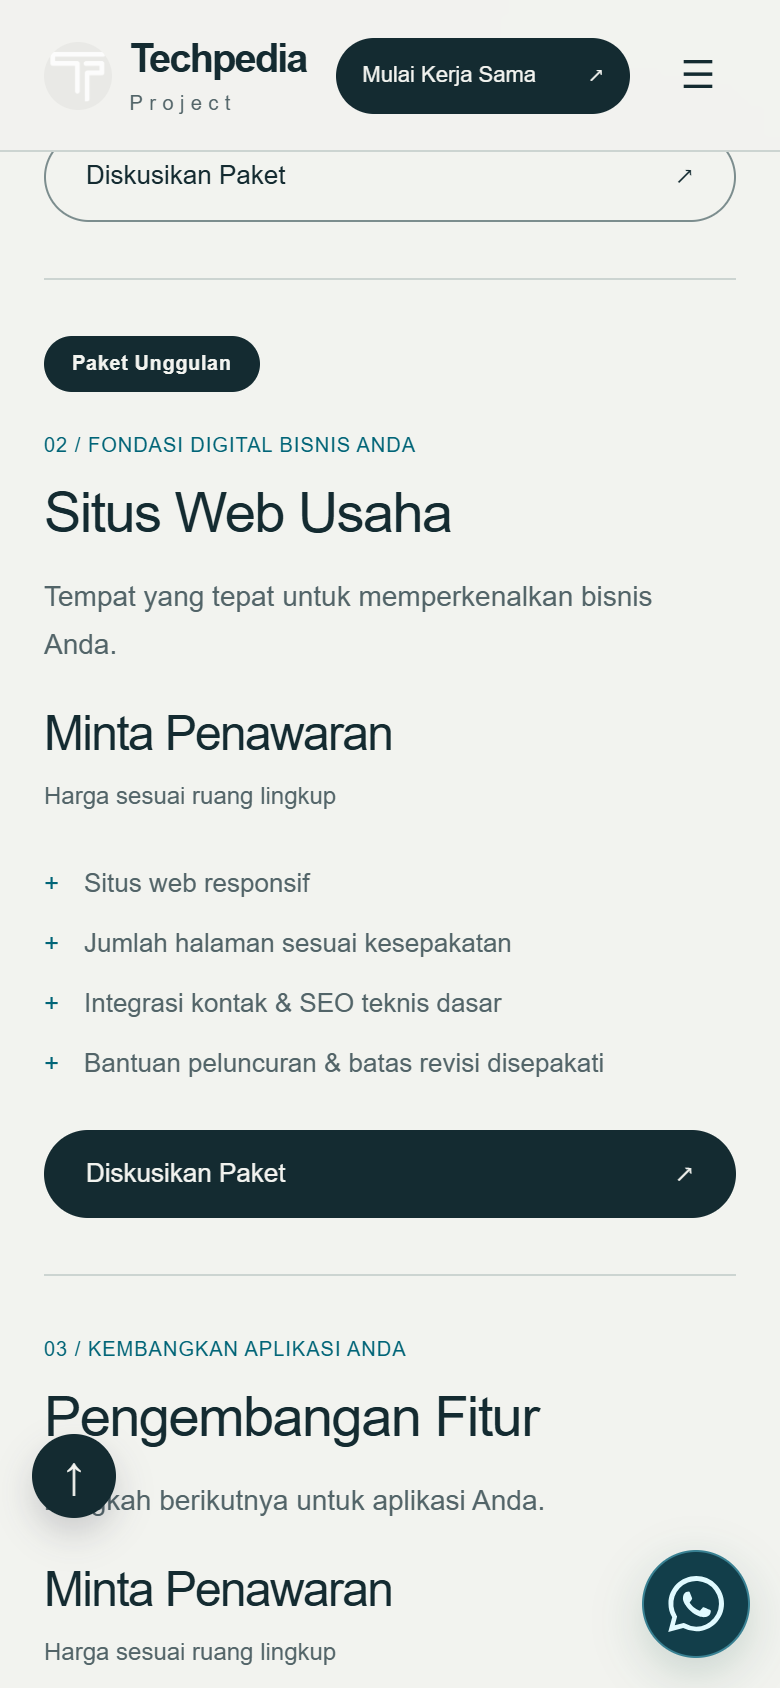 Techpedia
Project
Mulai Kerja Sama ↗
☰
Diskusikan Paket ↗
Paket Unggulan
02 / FONDASI DIGITAL BISNIS ANDA
Situs Web Usaha
Tempat yang tepat untuk memperkenalkan bisnis
Anda.
Minta Penawaran
Harga sesuai ruang lingkup
+ Situs web responsif
+ Jumlah halaman sesuai kesepakatan
+ Integrasi kontak & SEO teknis dasar
+ Bantuan peluncuran & batas revisi disepakati
Diskusikan Paket ↗
03 / KEMBANGKAN APLIKASI ANDA
Pengembangan Fitur
↑
berikutnya untuk aplikasi Anda.
Minta Penawaran
Harga sesuai ruang lingkup